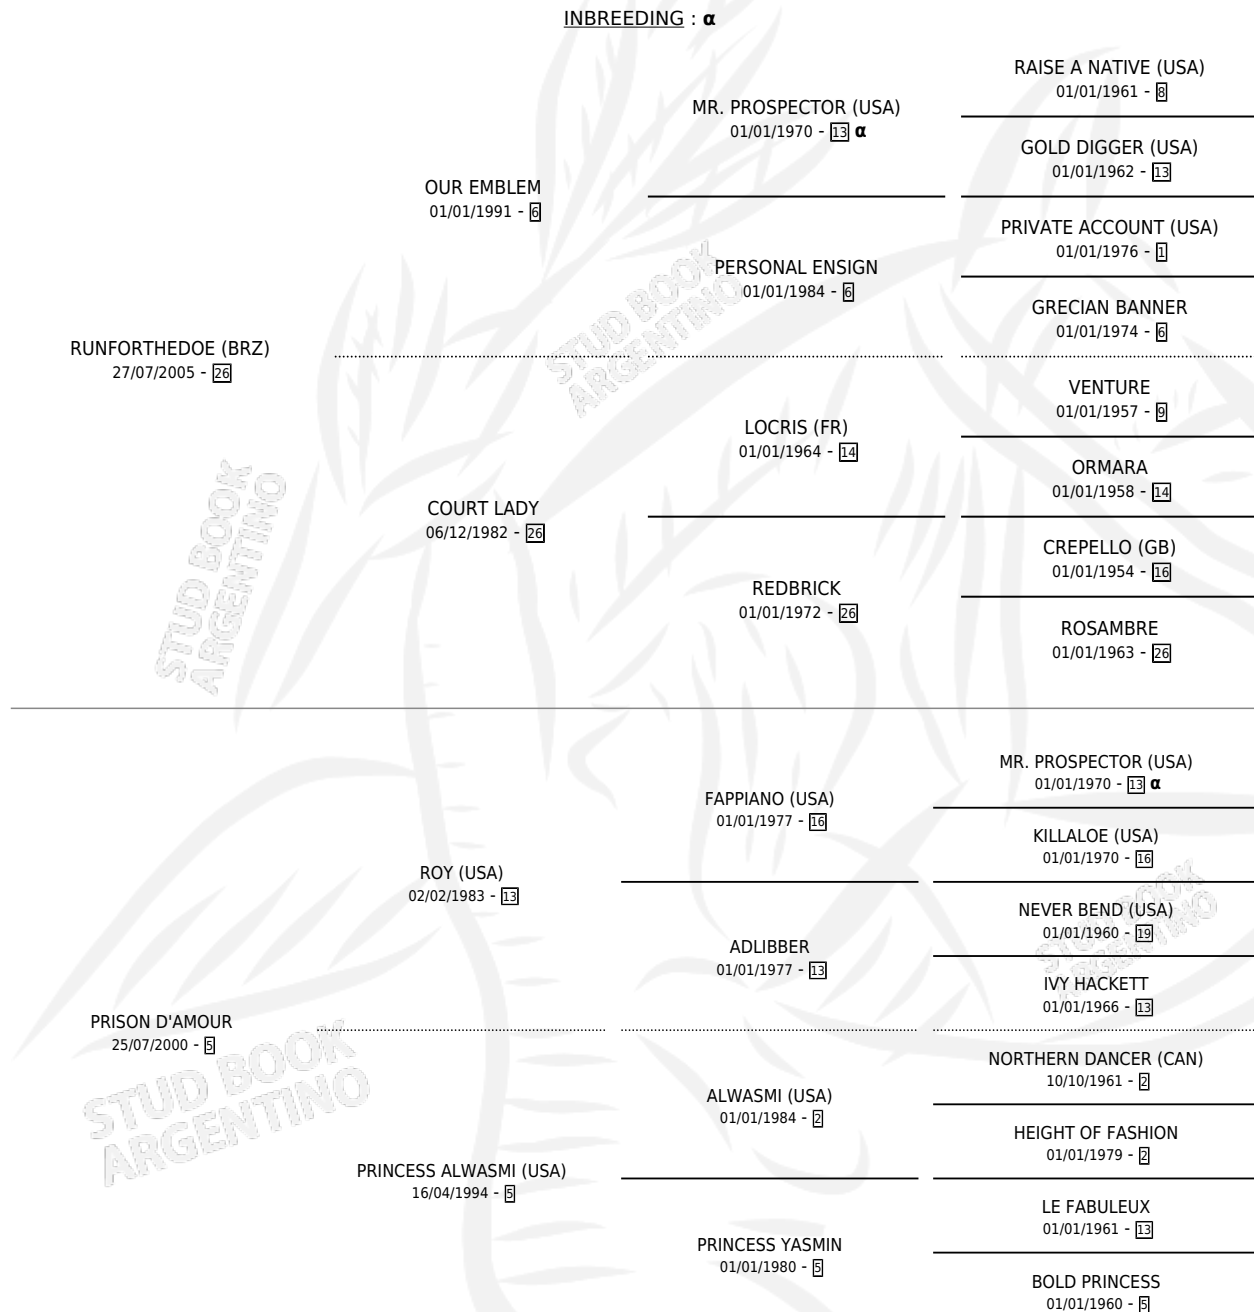 INBREEDING : α
RAISE A NATIVE (USA)
01/01/1961 - 8
MR. PROSPECTOR (USA)
01/01/1970 - 13 α
GOLD DIGGER (USA)
01/01/1962 - 13
OUR EMBLEM
01/01/1991 - 6
PRIVATE ACCOUNT (USA)
01/01/1976 - 1
PERSONAL ENSIGN
01/01/1984 - 6
GRECIAN BANNER
01/01/1974 - 6
RUNFORTHEDOE (BRZ)
27/07/2005 - 26
VENTURE
01/01/1957 - 9
LOCRIS (FR)
01/01/1964 - 14
ORMARA
01/01/1958 - 14
COURT LADY
06/12/1982 - 26
CREPELLO (GB)
01/01/1954 - 16
REDBRICK
01/01/1972 - 26
ROSAMBRE
01/01/1963 - 26
MR. PROSPECTOR (USA)
01/01/1970 - 13 α
FAPPIANO (USA)
01/01/1977 - 16
KILLALOE (USA)
01/01/1970 - 16
ROY (USA)
02/02/1983 - 13
NEVER BEND (USA)
01/01/1960 - 19
ADLIBBER
01/01/1977 - 13
IVY HACKETT
01/01/1966 - 13
PRISON D'AMOUR
25/07/2000 - 5
NORTHERN DANCER (CAN)
10/10/1961 - 2
ALWASMI (USA)
01/01/1984 - 2
HEIGHT OF FASHION
01/01/1979 - 2
PRINCESS ALWASMI (USA)
16/04/1994 - 5
LE FABULEUX
01/01/1961 - 13
PRINCESS YASMIN
01/01/1980 - 5
BOLD PRINCESS
01/01/1960 - 5
STUD BOOK
ARGENTINO
STUD BOOK
ARGENTINO
STUD BOOK
ARGENTINO
STUD BOOK
ARGENTINO